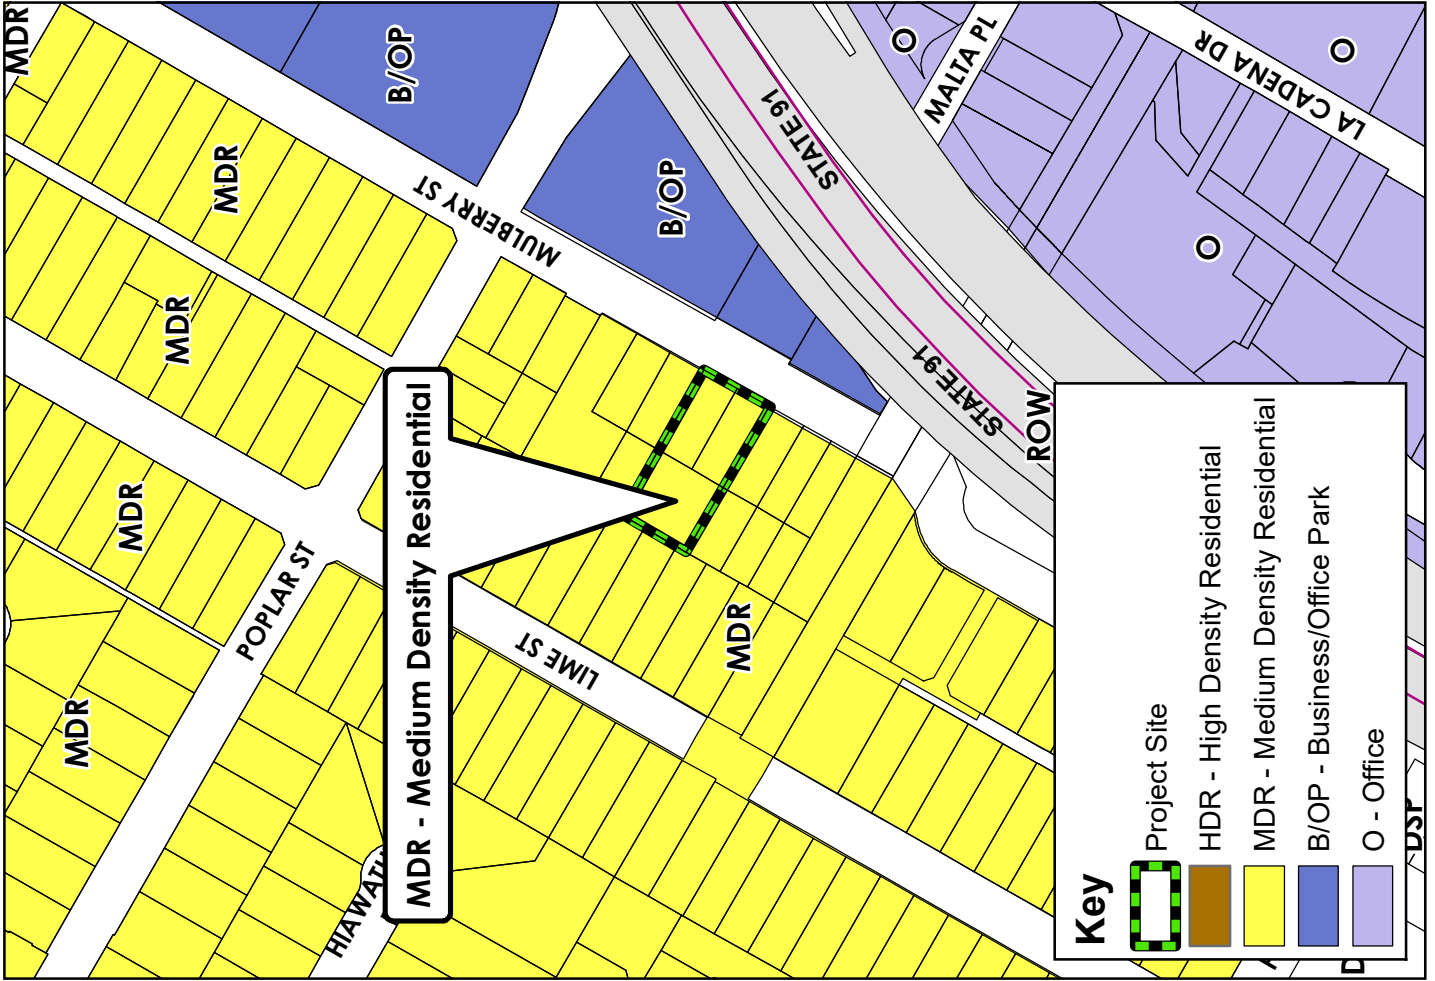 MDR
B/OP
O
MALTA PL
LA CADENA DR
O
MDR
MULBERRY ST
B/OP
STATE 91
O
MDR
STATE 91
ROW
MDR
POPLAR ST
MDR - Medium Density Residential
LIME ST
MDR
MDR
Key
Project Site
HDR - High Density Residential
MDR - Medium Density Residential
B/OP - Business/Office Park
O - Office
DSP